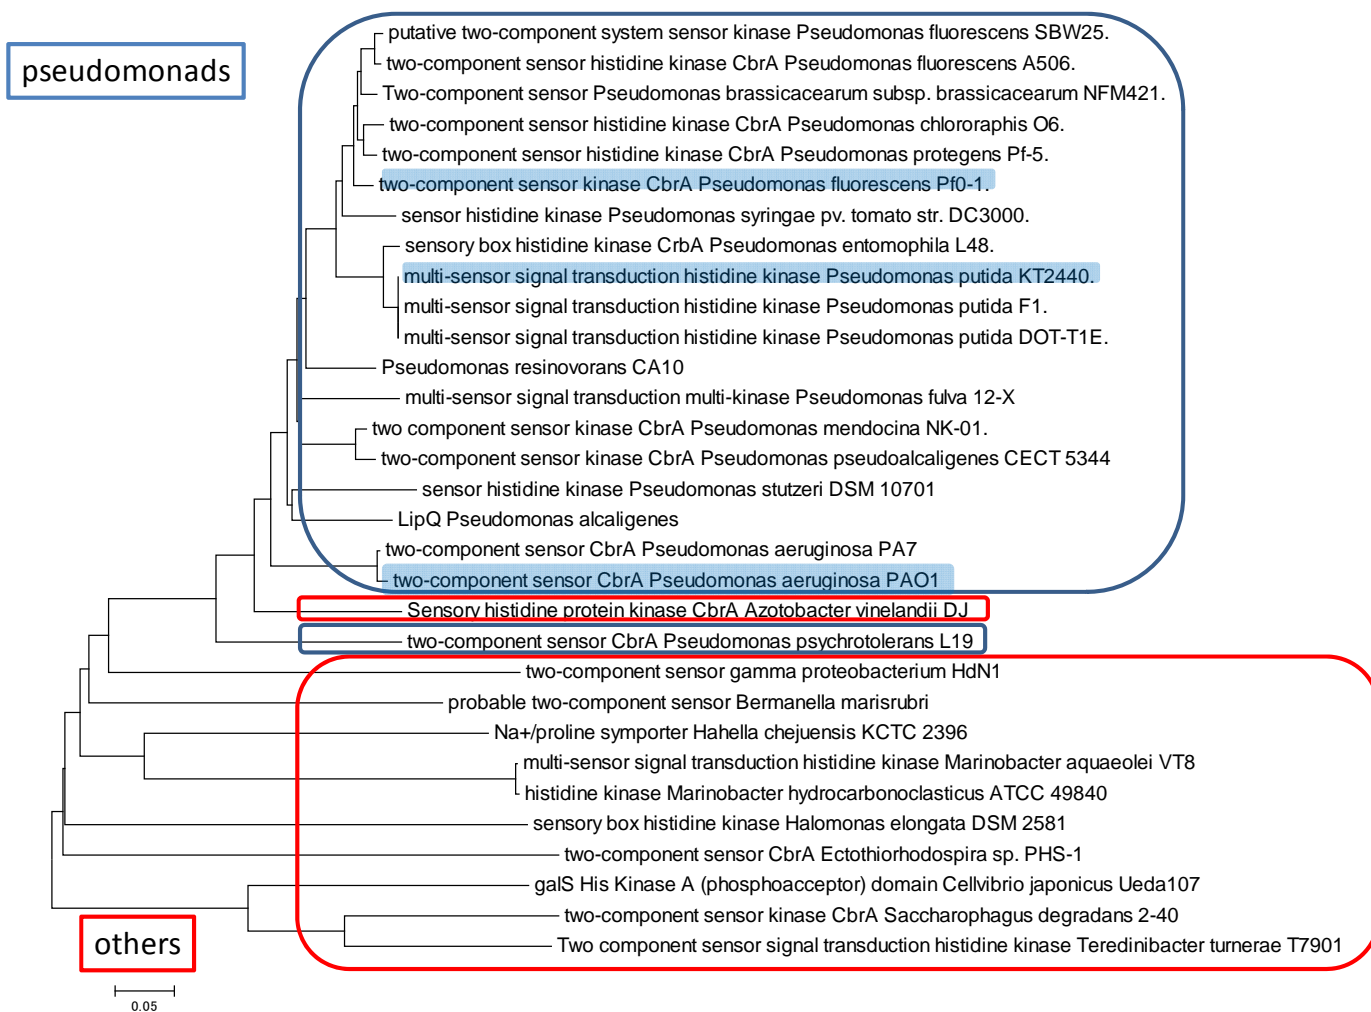 pseudomonads
putative two-component system sensor kinase Pseudomonas fluorescens SBW25.
two-component sensor histidine kinase CbrA Pseudomonas fluorescens A506.
Two-component sensor Pseudomonas brassicacearum subsp. brassicacearum NFM421.
two-component sensor histidine kinase CbrA Pseudomonas chlororaphis O6.
two-component sensor histidine kinase CbrA Pseudomonas protegens Pf-5.
two-component sensor kinase CbrA Pseudomonas fluorescens Pf0-1.
sensor histidine kinase Pseudomonas syringae pv. tomato str. DC3000.
sensory box histidine kinase CrbA Pseudomonas entomophila L48.
multi-sensor signal transduction histidine kinase Pseudomonas putida KT2440.
multi-sensor signal transduction histidine kinase Pseudomonas putida F1.
multi-sensor signal transduction histidine kinase Pseudomonas putida DOT-T1E.
Pseudomonas resinovorans CA10
multi-sensor signal transduction multi-kinase Pseudomonas fulva 12-X
two component sensor kinase CbrA Pseudomonas mendocina NK-01.
two-component sensor kinase CbrA Pseudomonas pseudoalcaligenes CECT 5344
sensor histidine kinase Pseudomonas stutzeri DSM 10701
LipQ Pseudomonas alcaligenes
two-component sensor CbrA Pseudomonas aeruginosa PA7
two-component sensor CbrA Pseudomonas aeruginosa PAO1
Sensory histidine protein kinase CbrA Azotobacter vinelandii DJ
two-component sensor CbrA Pseudomonas psychrotolerans L19
two-component sensor gamma proteobacterium HdN1
probable two-component sensor Bermanella marisrubri
Na+/proline symporter Hahella chejuensis KCTC 2396
multi-sensor signal transduction histidine kinase Marinobacter aquaeolei VT8
histidine kinase Marinobacter hydrocarbonoclasticus ATCC 49840
sensory box histidine kinase Halomonas elongata DSM 2581
two-component sensor CbrA Ectothiorhodospira sp. PHS-1
galS His Kinase A (phosphoacceptor) domain Cellvibrio japonicus Ueda107
two-component sensor kinase CbrA Saccharophagus degradans 2-40
Two component sensor signal transduction histidine kinase Teredinibacter turnerae T7901
others
0.05